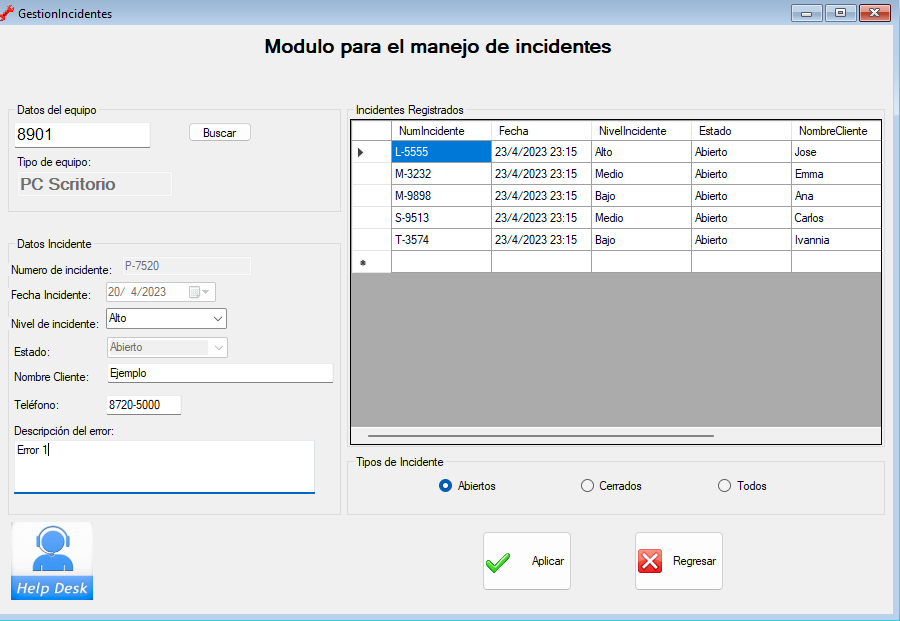 GestionIncidentes
Modulo para el manejo de incidentes
Datos del equipo
8901
Buscar
Tipo de equipo:
PC Scritorio
Datos Incidente
Numero de incidente: P-7520
Fecha Incidente: 20/ 4/2023
Nivel de incidente: Alto
Estado: Abierto
Nombre Cliente: Ejemplo
Teléfono: 8720-5000
Descripción del error:
Error 1
Help Desk
Incidentes Registrados
NumIncidente Fecha NivelIncidente Estado NombreCliente
L-5555 23/4/2023 23:15 Alto Abierto Jose
M-3232 23/4/2023 23:15 Medio Abierto Emma
M-9898 23/4/2023 23:15 Bajo Abierto Ana
S-9513 23/4/2023 23:15 Medio Abierto Carlos
T-3574 23/4/2023 23:15 Bajo Abierto Ivannia
Tipos de Incidente
Abiertos Cerrados Todos
Aplicar Regresar